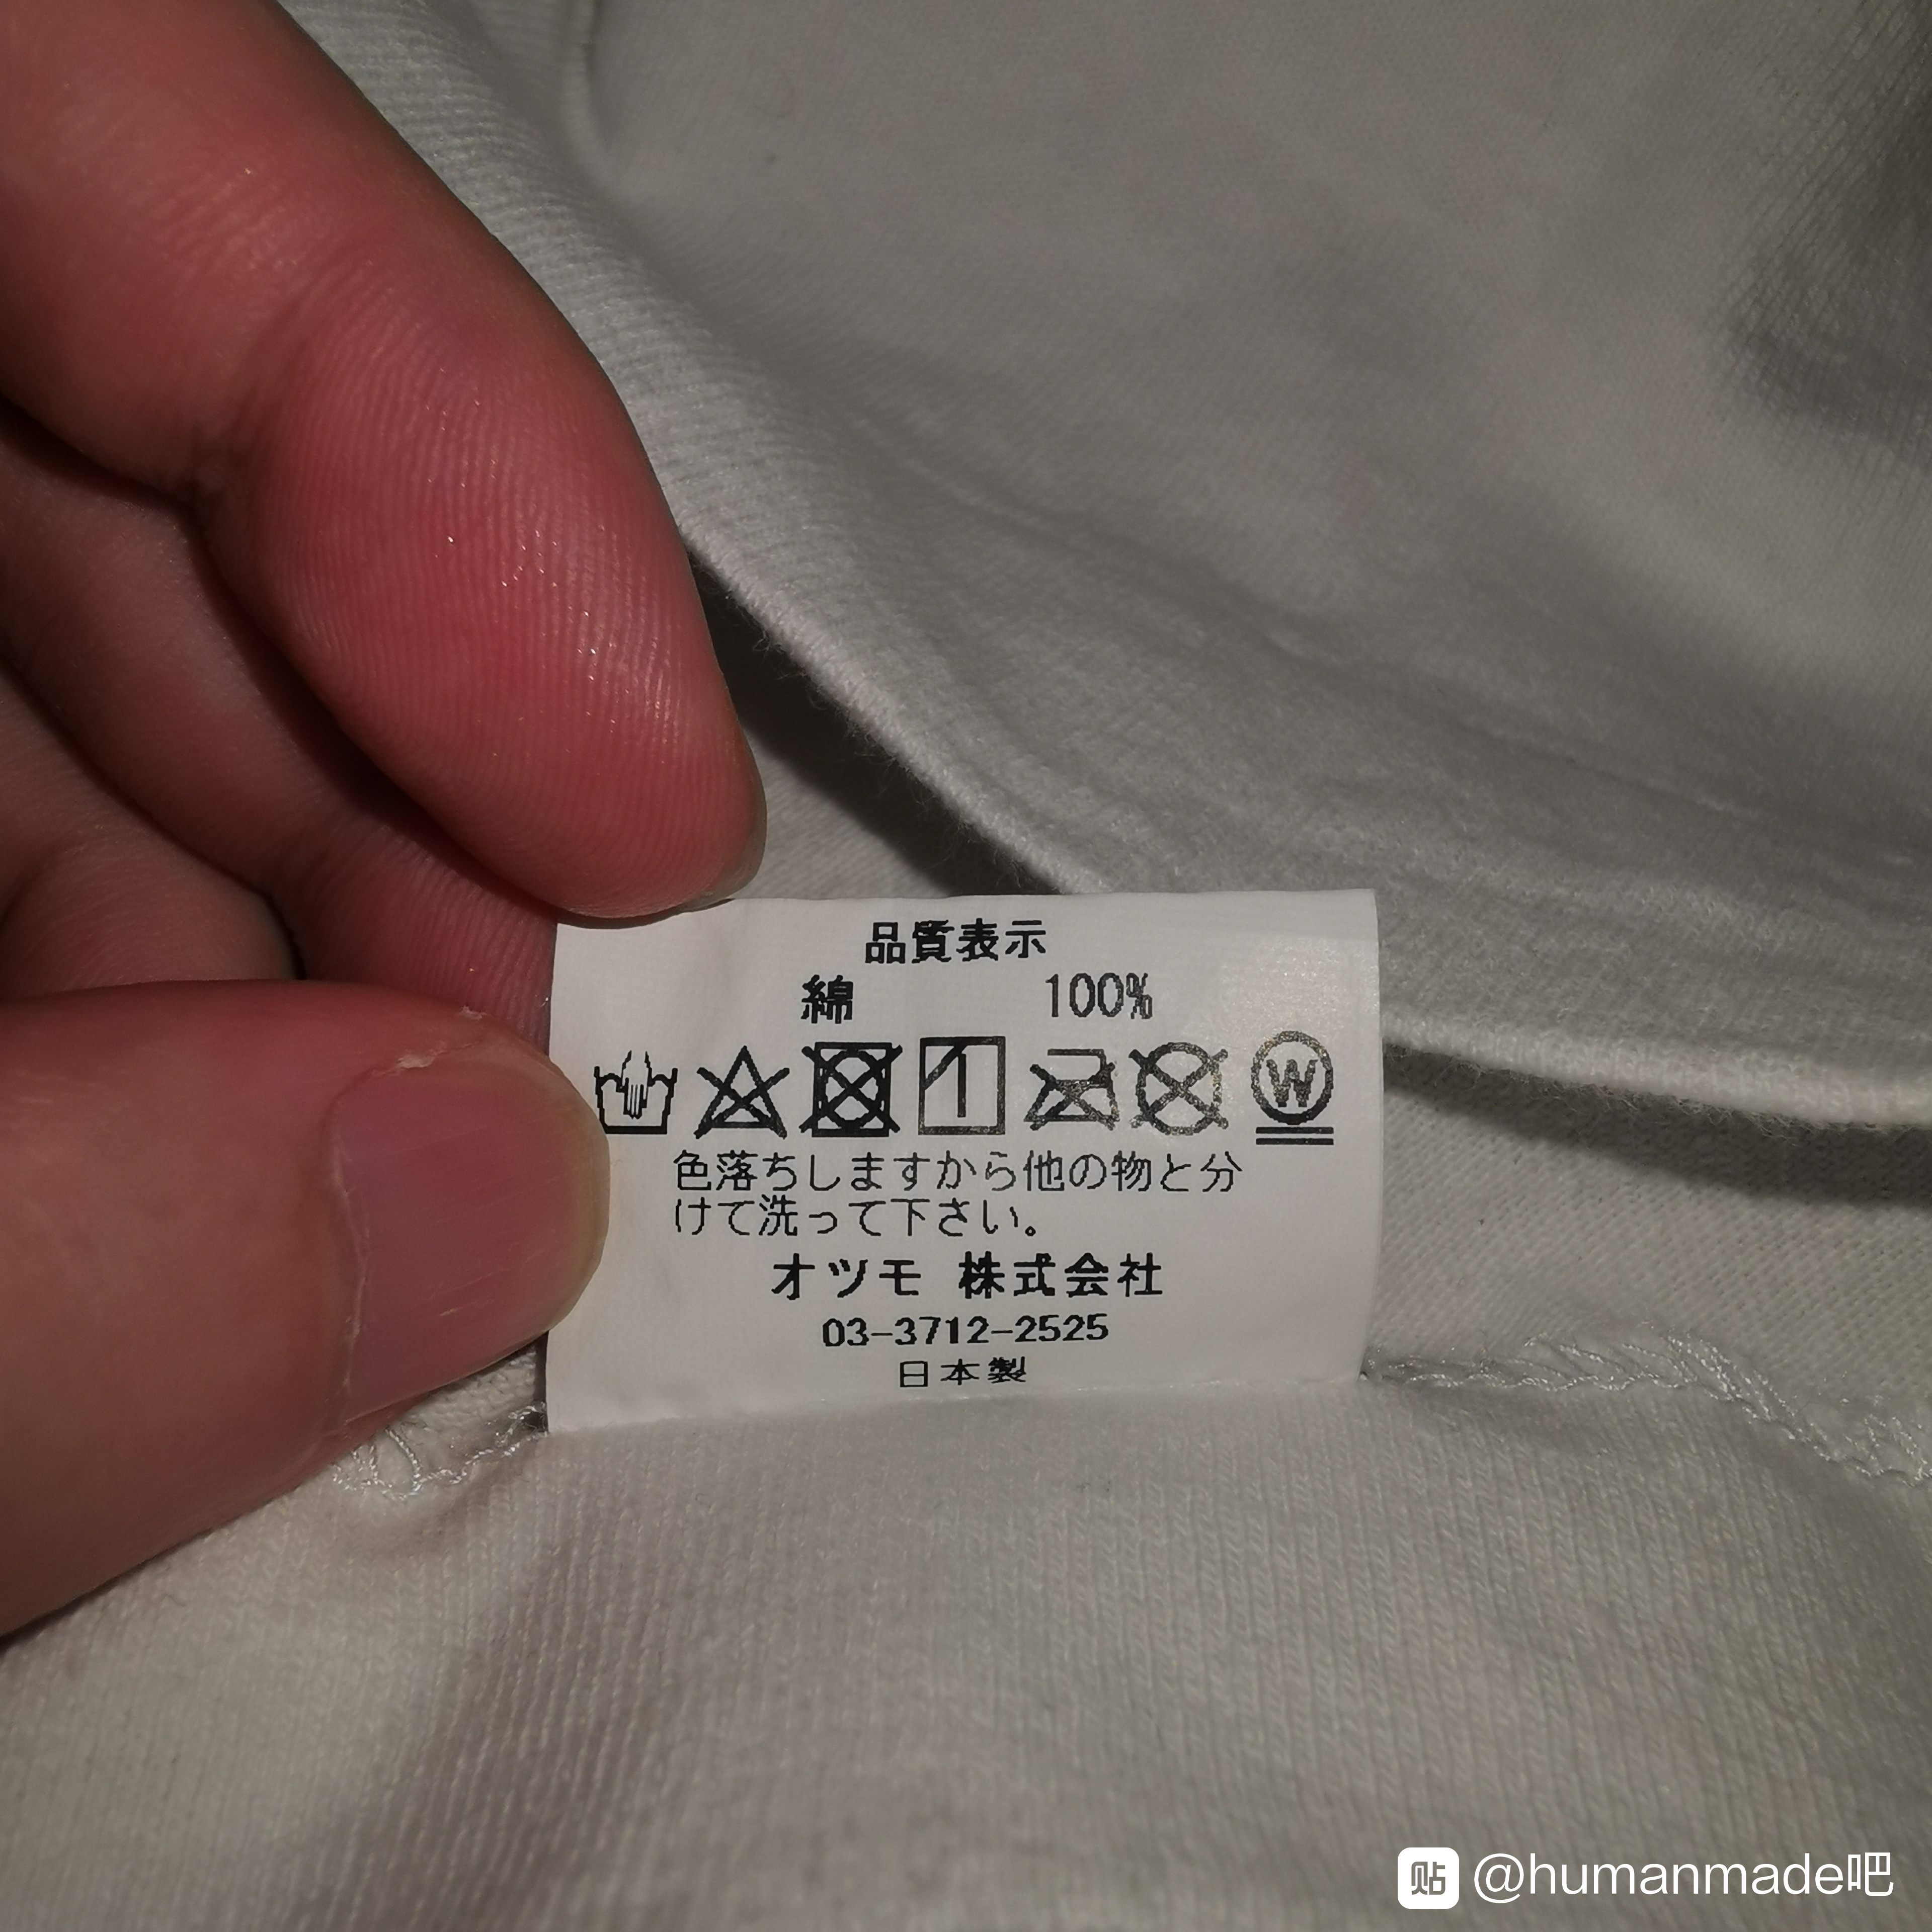 品質表示
綿 100%
W
色落ちしますから他の物と分
けて洗って下さい。
オツモ 株式会社
03-3712-2525
日本製
贴 @humanmade吧